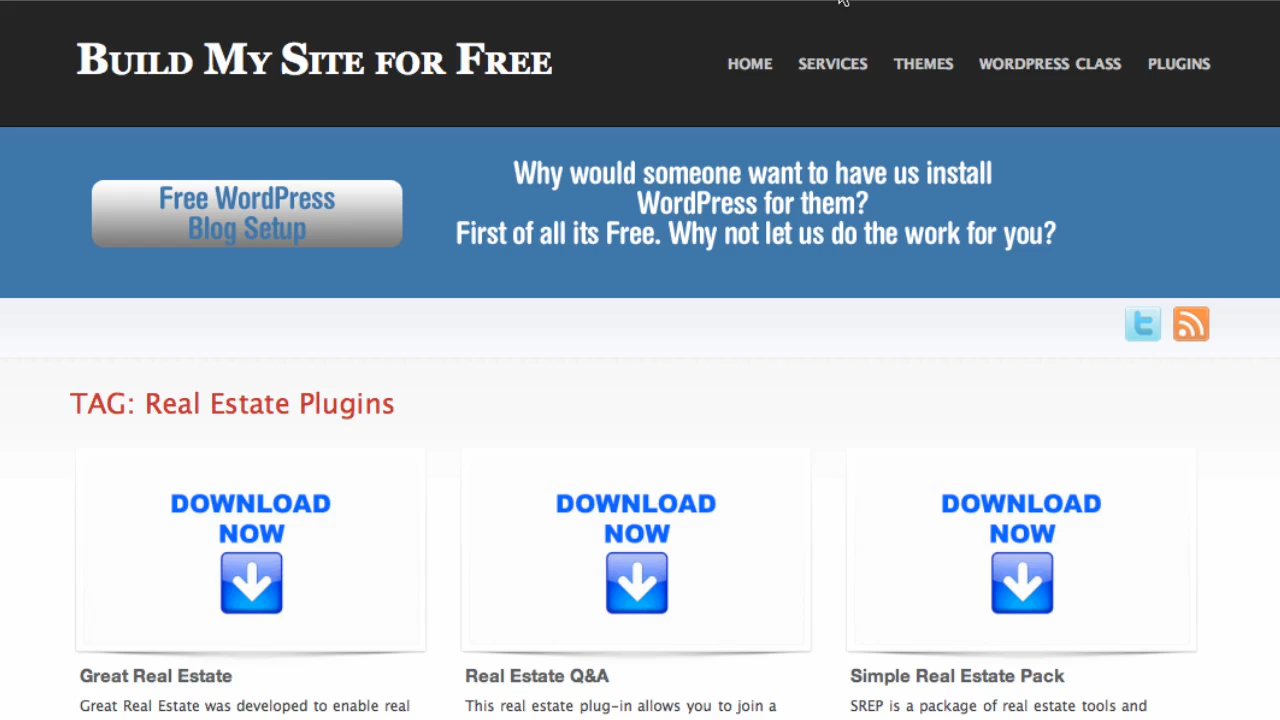 BUILD MY SITE FOR FREE
HOME SERVICES THEMES WORDPRESS CLASS PLUGINS
Free WordPress
Blog Setup
Why would someone want to have us install
WordPress for them?
First of all its Free. Why not let us do the work for you?
TAG: Real Estate Plugins
DOWNLOAD
NOW
DOWNLOAD
NOW
DOWNLOAD
NOW
Great Real Estate
Great Real Estate was developed to enable real
Real Estate Q&A
This real estate plug-in allows you to join a
Simple Real Estate Pack
SREP is a package of real estate tools and